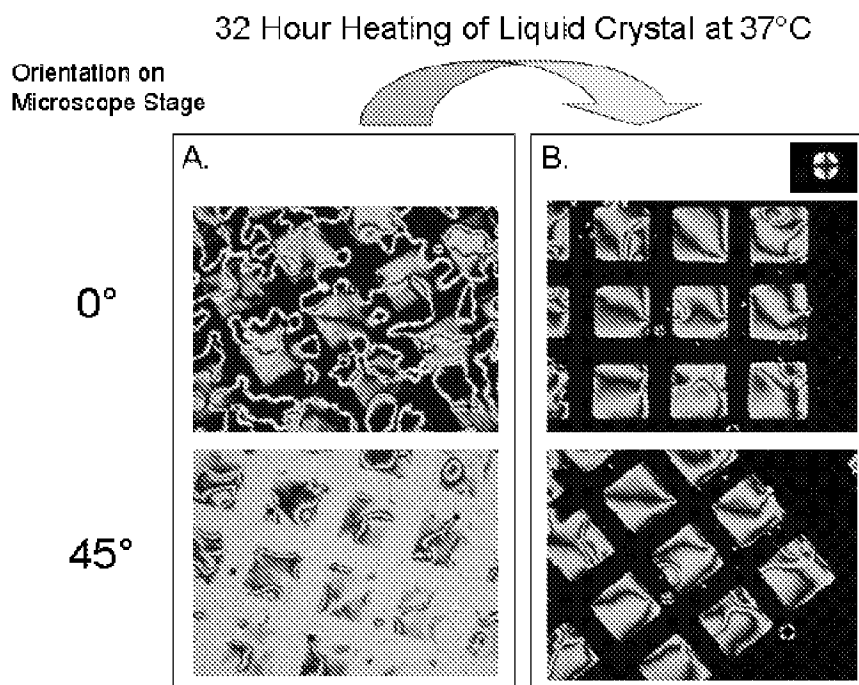 32 Hour Heating of Liquid Crystal at 37°C
Orientation on
Microscope Stage
A.
B.
0°
45°